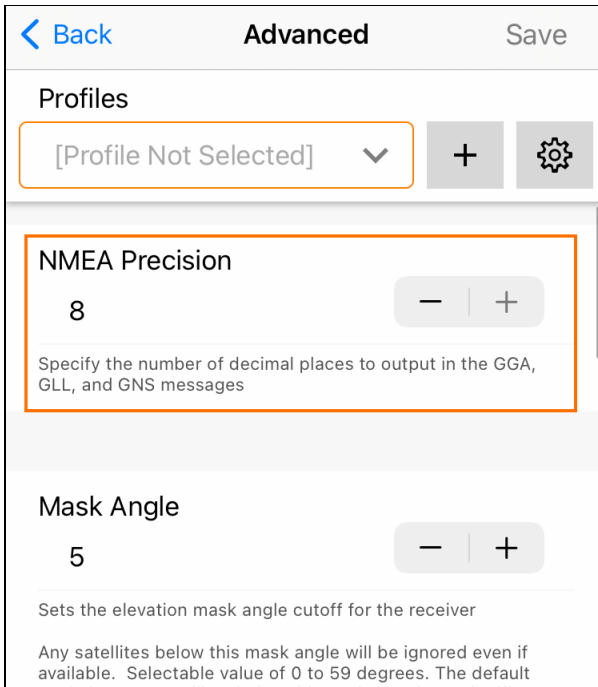 Back Advanced Save
Profiles
[Profile Not Selected] +
NMEA Precision
8 − +
Specify the number of decimal places to output in the GGA,
GLL, and GNS messages
Mask Angle
5 − +
Sets the elevation mask angle cutoff for the receiver
Any satellites below this mask angle will be ignored even if
available.  Selectable value of 0 to 59 degrees. The default